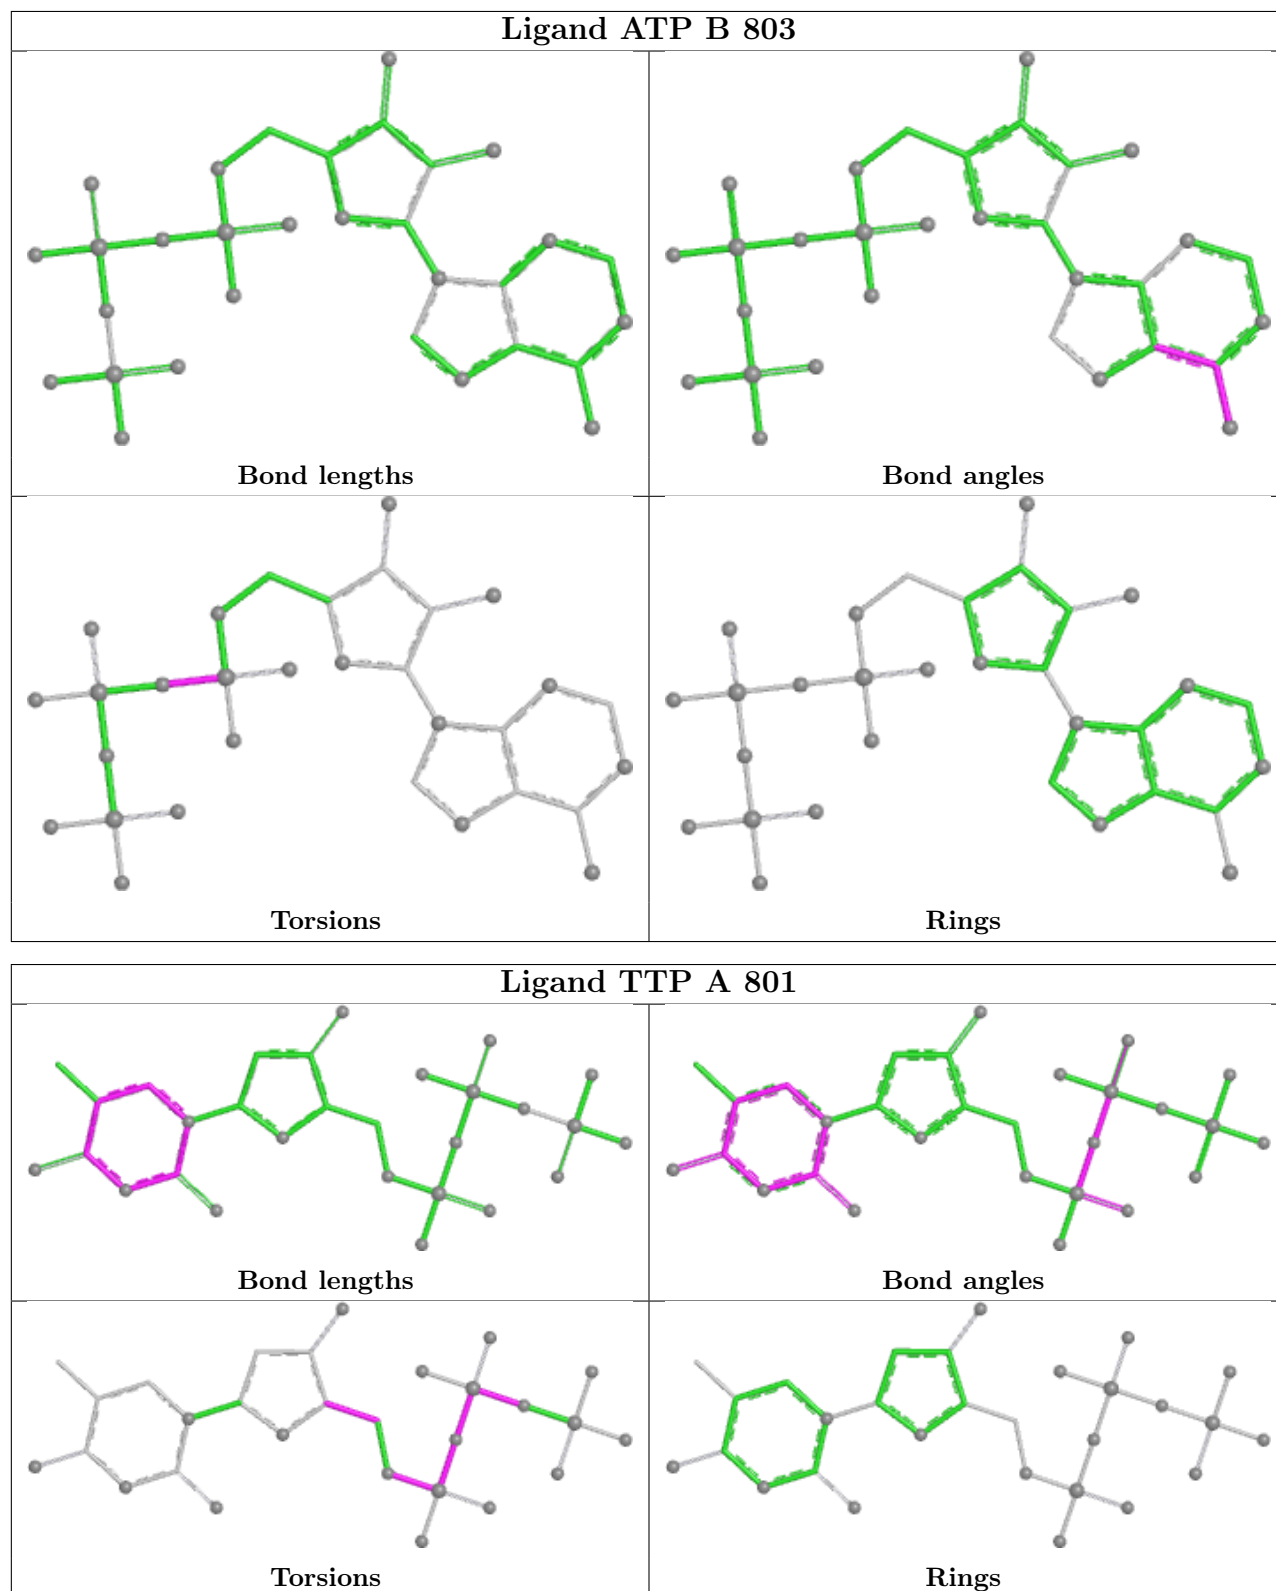 Ligand ATP B 803
Bond lengths
Bond angles
Torsions
Rings
Ligand TTP A 801
Bond lengths
Bond angles
Torsions
Rings